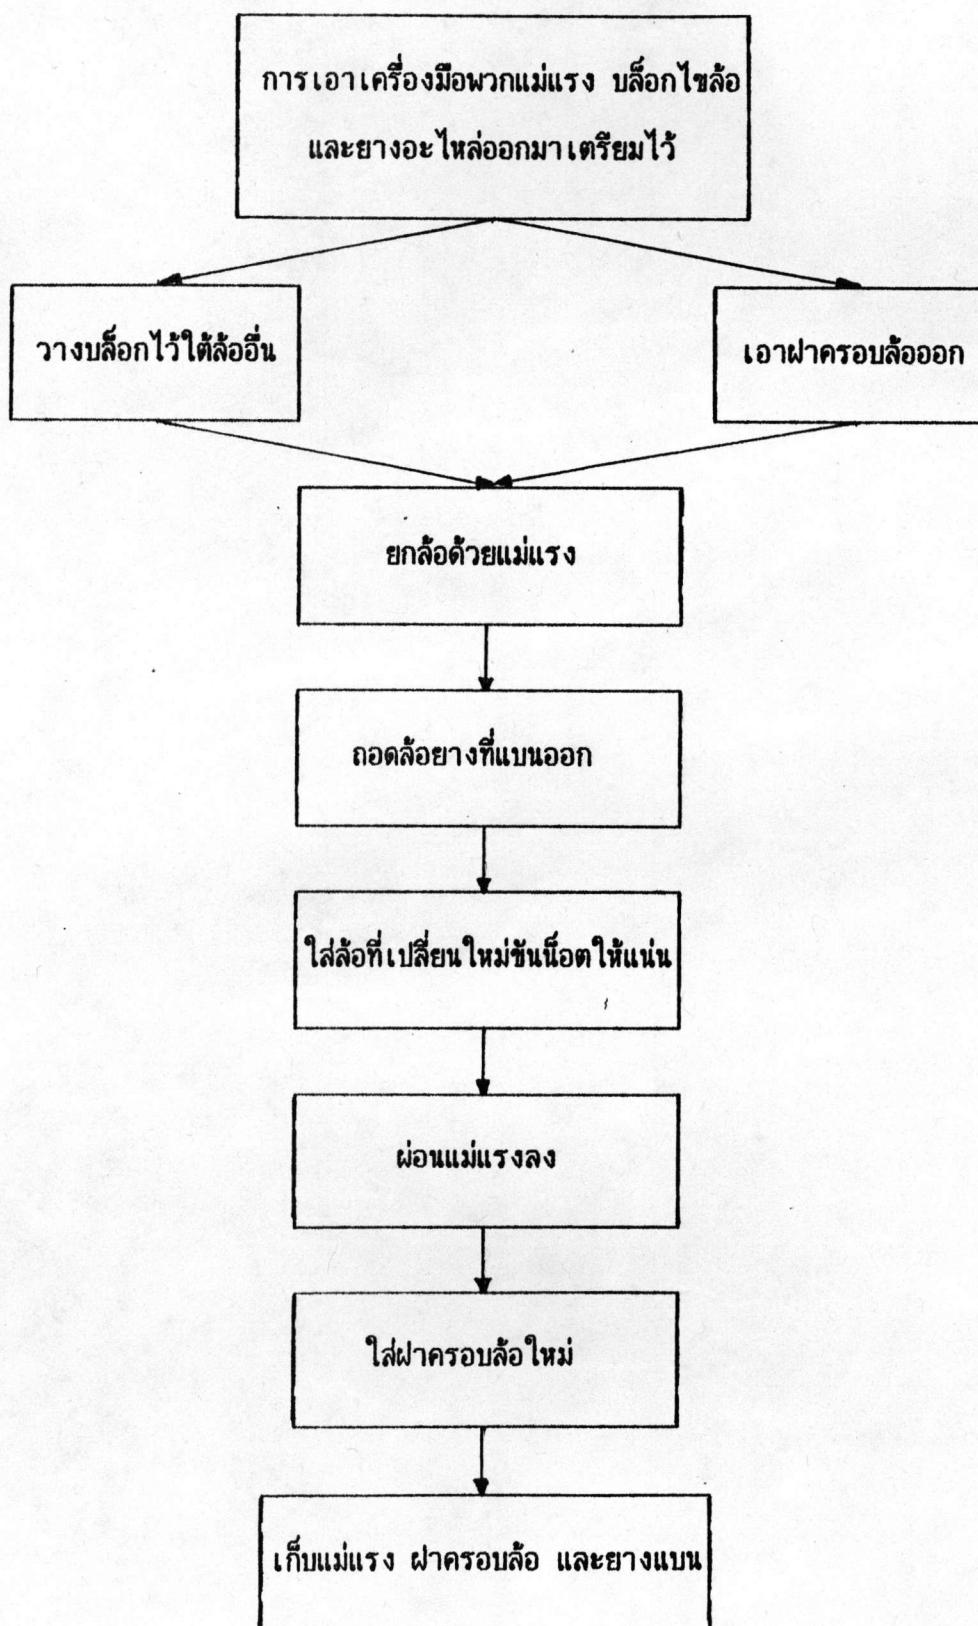 การเอาเครื่องมือพวกแม่แรง บล็อกไขล้อ
และยางอะไหล่ออกมาเตรียมไว้
วางบล็อกไว้ใต้ล้ออื่น
เอาฝาครอบล้อออก
ยกล้อด้วยแม่แรง
ถอดล้อยางที่แบนออก
ใส่ล้อที่เปลี่ยนใหม่ขันน็อตให้แน่น
ผ่อนแม่แรงลง
ใส่ฝาครอบล้อใหม่
เก็บแม่แรง ฝาครอบล้อ และยางแบน